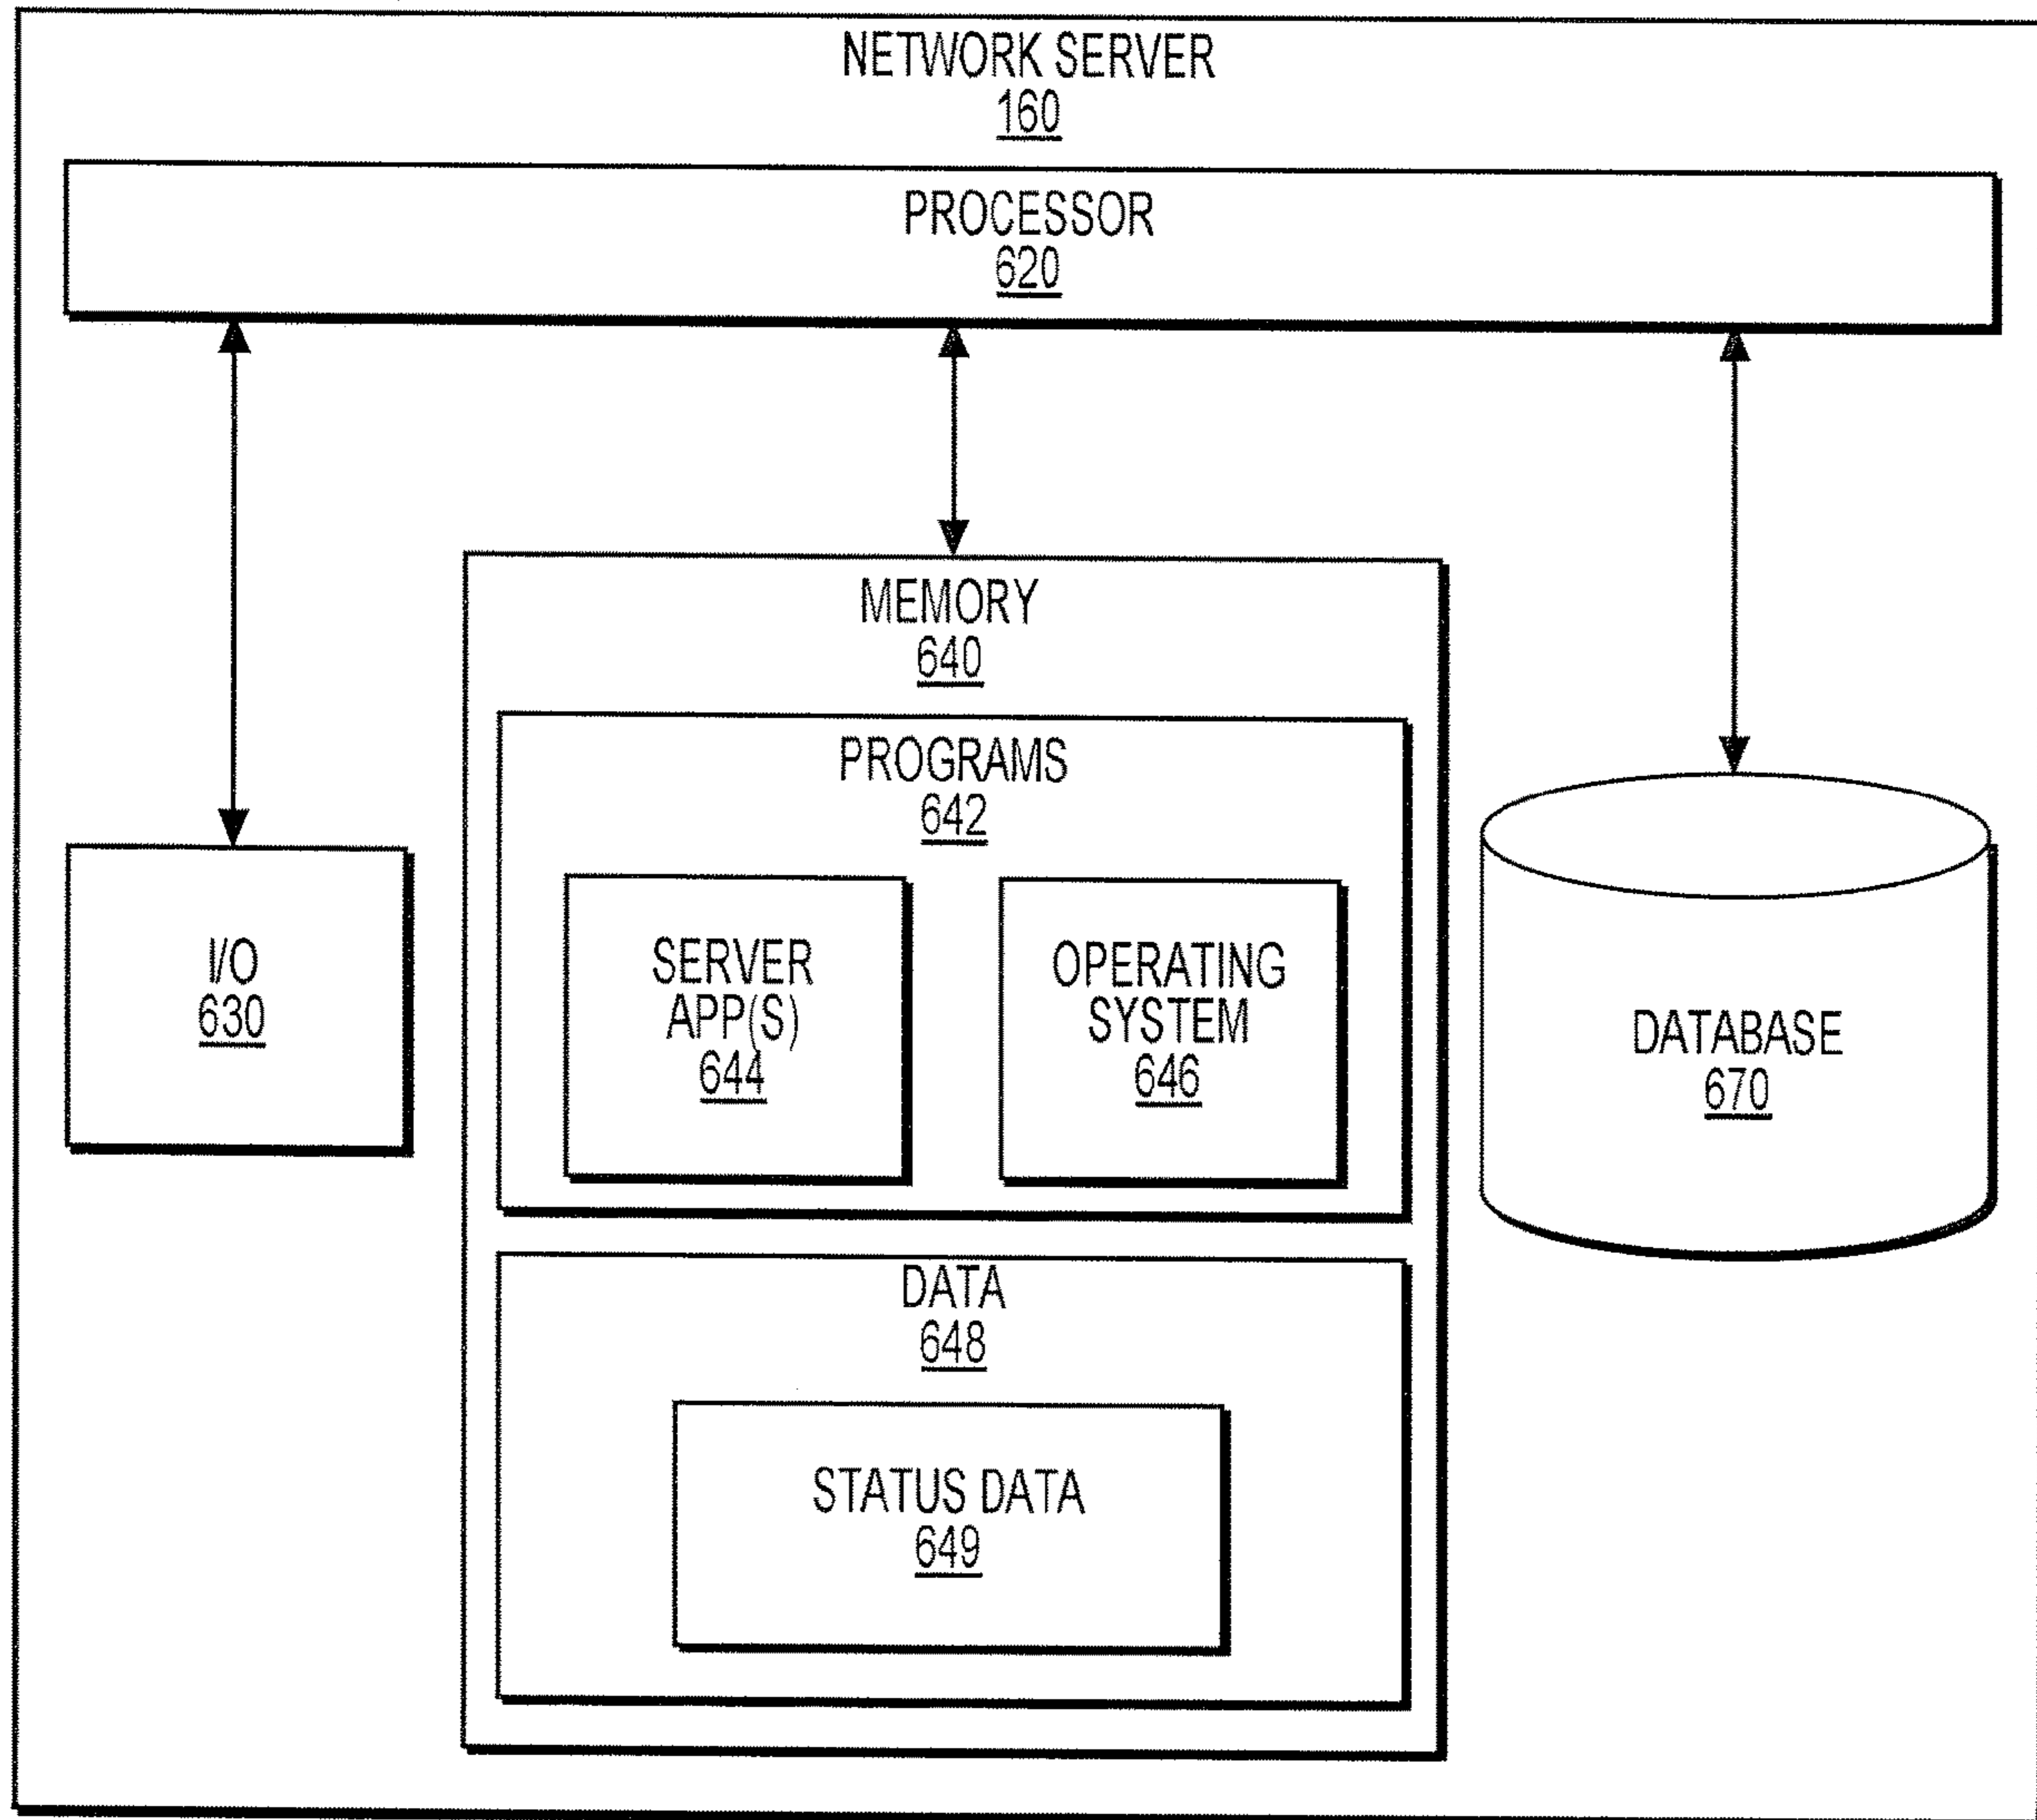 NETWORK SERVER
160
PROCESSOR
620
MEMORY
640
PROGRAMS
642
I/O
630
SERVER
APP(S)
644
OPERATING
SYSTEM
646
DATABASE
670
DATA
648
STATUS DATA
649